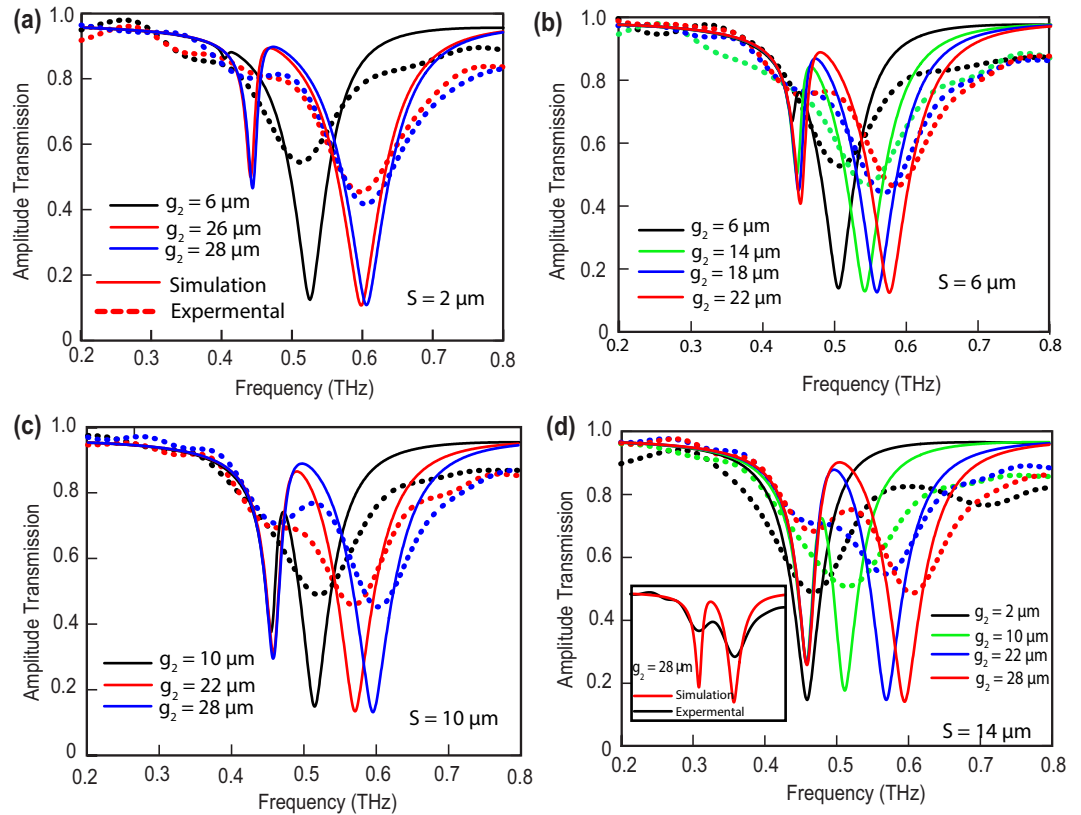 (a)
1.0
0.8
0.6
0.4
0.2
0
Amplitude Transmission
g2 = 6 µm
g2 = 26 µm
g2 = 28 µm
Simulation
Expermental
S = 2 µm
0.2 0.3 0.4 0.5 0.6 0.7 0.8
Frequency (THz)
(b)
1.0
0.8
0.6
0.4
0.2
0
Amplitude Transmission
g2 = 6 µm
g2 = 14 µm
g2 = 18 µm
g2 = 22 µm
S = 6 µm
0.2 0.3 0.4 0.5 0.6 0.7 0.8
Frequency (THz)
(c)
1.0
0.8
0.6
0.4
0.2
0
Amplitude Transmission
g2 = 10 µm
g2 = 22 µm
g2 = 28 µm
S = 10 µm
0.2 0.3 0.4 0.5 0.6 0.7 0.8
Frequency (THz)
(d)
1.0
0.8
0.6
0.4
0.2
0
Amplitude Transmission
g2 = 28 µm
Simulation
Expermental
g2 = 2 µm
g2 = 10 µm
g2 = 22 µm
g2 = 28 µm
S = 14 µm
0.2 0.3 0.4 0.5 0.6 0.7 0.8
Frequency (THz)